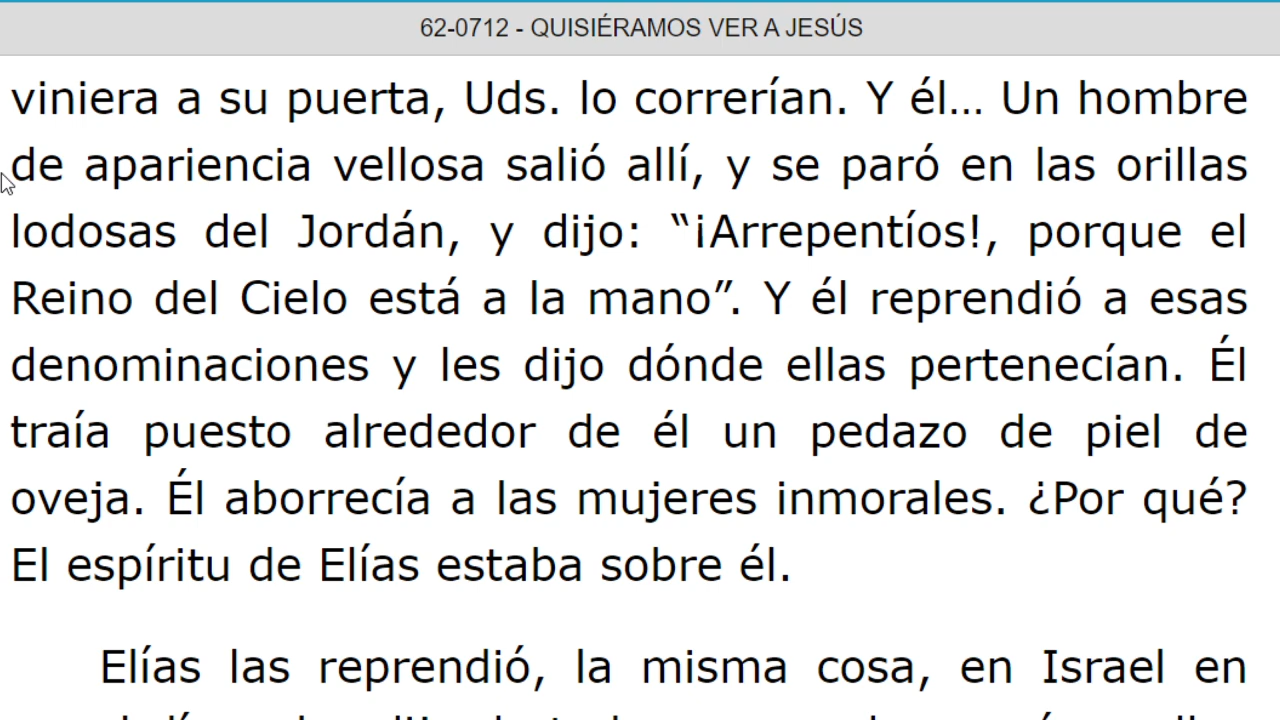 62-0712 - QUISIÉRAMOS VER A JESÚS
viniera a su puerta, Uds. lo correrían. Y él... Un hombre
de apariencia vellosa salió allí, y se paró en las orillas
lodosas del Jordán, y dijo: “¡Arrepentíos!, porque el
Reino del Cielo está a la mano”. Y él reprendió a esas
denominaciones y les dijo dónde ellas pertenecían. Él
traía puesto alrededor de él un pedazo de piel de
oveja. Él aborrecía a las mujeres inmorales. ¿Por qué?
El espíritu de Elías estaba sobre él.
Elías las reprendió, la misma cosa, en Israel en